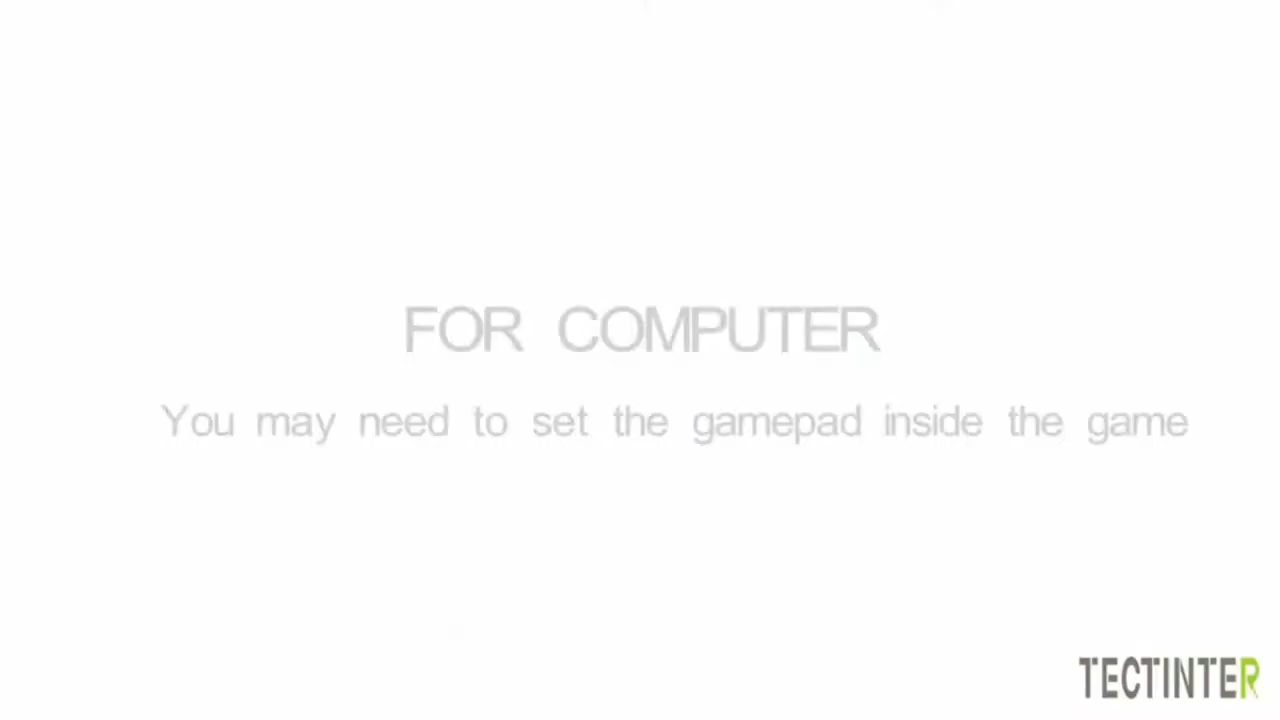 FOR COMPUTER
You may need to set the gamepad inside the game
TECTINTER